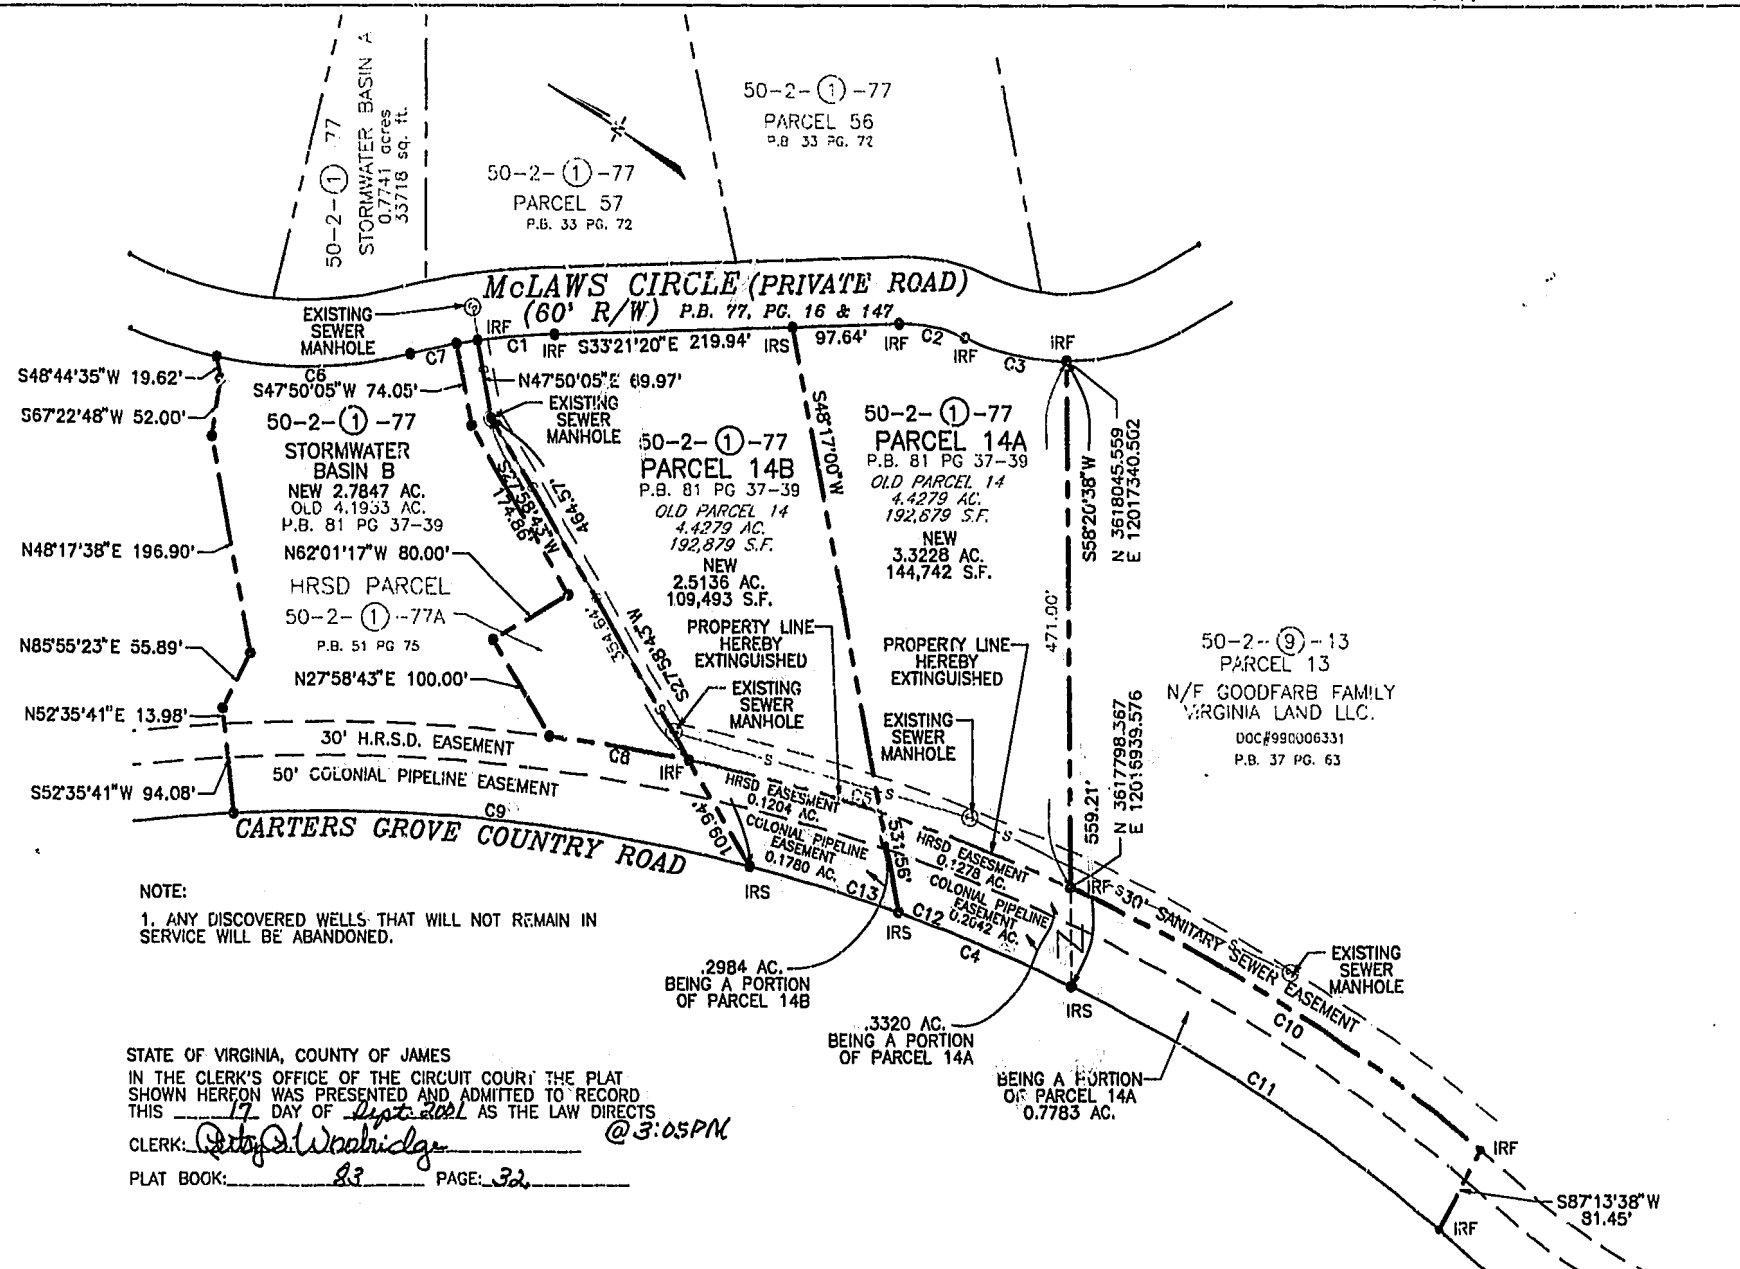 50-2-(1)-77
STORMWATER BASIN A
0.7741 acres
33718 sq. ft.
50-2-(1)-77
PARCEL 57
P.B. 33 PG. 72
50-2-(1)-77
PARCEL 56
P.B 33 PG. 72
McLAWS CIRCLE (PRIVATE ROAD)
(60' R/W) P.B. 77, PG. 16 & 147
EXISTING
SEWER
MANHOLE
IRF
C1
IRF
S33°21'20"E 219.94'
IRS
97.64'
IRF
C2
IRF
C3
IRF
C7
C6
S48°44'35"W 19.62'
S67°22'48"W 52.00'
N48°17'38"E 196.90'
N85°55'23"E 55.89'
N52°35'41"E 13.98'
S52°35'41"W 94.08'
S47°50'05"W 74.05'
N47°50'05"E 69.97'
EXISTING
SEWER
MANHOLE
50-2-(1)-77
STORMWATER
BASIN B
NEW 2.7847 AC.
OLD 4.1933 AC.
P.B. 81 PG 37-39
N62°01'17"W 80.00'
HRSD PARCEL
50-2-(1)-77A
P.B. 51 PG 75
N27°58'43"E 100.00'
S27°58'43"W
174.86'
464.57'
354.64'
S27°58'43"W
50-2-(1)-77
PARCEL 14B
P.B. 81 PG 37-39
OLD PARCEL 14
4.4279 AC.
192,879 S.F.
NEW
2.5136 AC.
109,493 S.F.
PROPERTY LINE
HEREBY
EXTINGUISHED
EXISTING
SEWER
MANHOLE
S48°17'00"W
531.56'
50-2-(1)-77
PARCEL 14A
P.B. 81 PG 37-39
OLD PARCEL 14
4.4279 AC.
192,679 S.F.
NEW
3.3228 AC.
144,742 S.F.
PROPERTY LINE
HEREBY
EXTINGUISHED
EXISTING
SEWER
MANHOLE
471.00'
S58°20'38"W
559.21'
N 3618045.559
E 12017340.502
N 3617798.367
E 12016939.576
50-2-(9)-13
PARCEL 13
N/F GOODFARB FAMILY
VIRGINIA LAND LLC.
DOC#990006331
P.B. 37 PG. 63
30' H.R.S.D. EASEMENT
50' COLONIAL PIPELINE EASEMENT
C8
IRF
C9
109.94'
CARTERS GROVE COUNTRY ROAD
HRSD EASESMENT
0.1204 AC.
C5
COLONIAL PIPELINE
EASEMENT
0.1780 AC.
C13
HRSD EASESMENT
0.1278 AC.
COLONIAL PIPELINE
EASEMENT
0.2042 AC.
IRS
IRS
C12
C4
IRS
IRF
30' SANITARY SEWER EASEMENT
EXISTING
SEWER
MANHOLE
C10
C11
NOTE:
1. ANY DISCOVERED WELLS THAT WILL NOT REMAIN IN
SERVICE WILL BE ABANDONED.
.2984 AC.
BEING A PORTION
OF PARCEL 14B
.3320 AC.
BEING A PORTION
OF PARCEL 14A
BEING A PORTION
OF PARCEL 14A
0.7783 AC.
IRF
S87°13'38"W
81.45'
IRF
STATE OF VIRGINIA, COUNTY OF JAMES
IN THE CLERK'S OFFICE OF THE CIRCUIT COURT THE PLAT
SHOWN HEREON WAS PRESENTED AND ADMITTED TO RECORD
THIS 17 DAY OF Sept. 2001 AS THE LAW DIRECTS
@ 3:05PM
CLERK: Betsy B. Woolridge
PLAT BOOK: 83 PAGE: 32